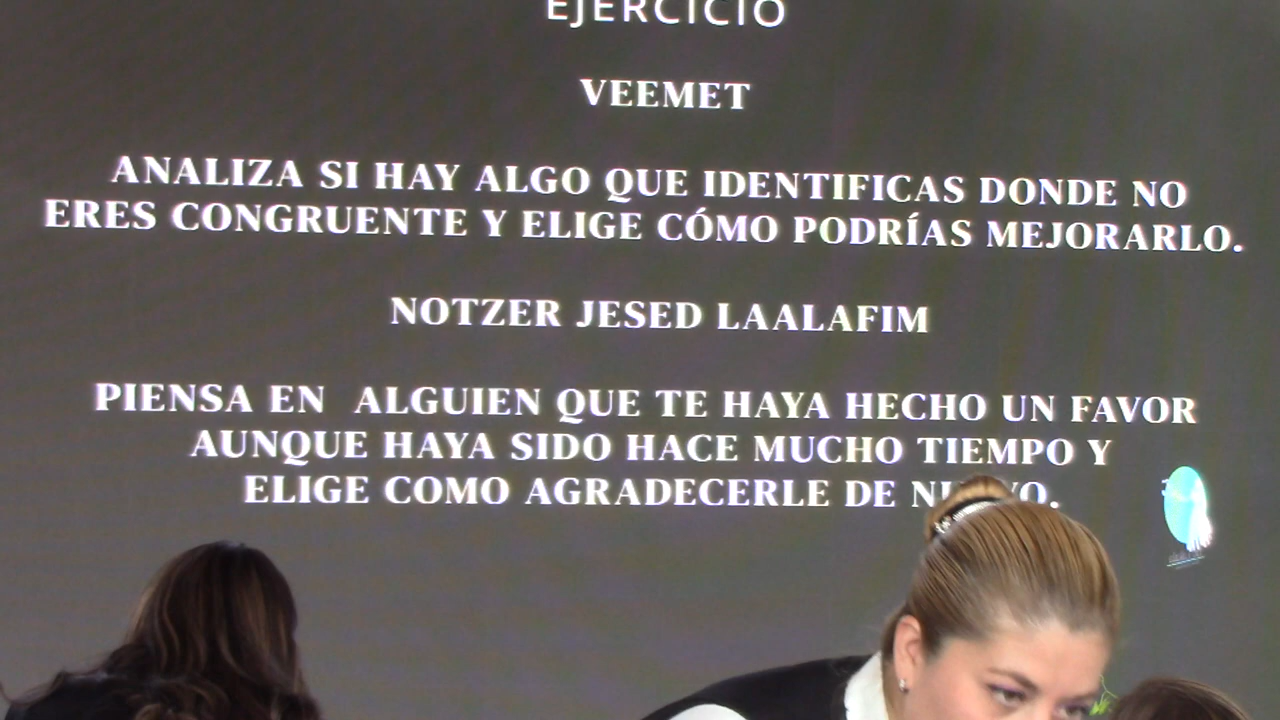 EJERCICIO
VEEMET
ANALIZA SI HAY ALGO QUE IDENTIFICAS DONDE NO
ERES CONGRUENTE Y ELIGE CÓMO PODRÍAS MEJORARLO.
NOTZER JESED LAALAFIM
PIENSA EN ALGUIEN QUE TE HAYA HECHO UN FAVOR
AUNQUE HAYA SIDO HACE MUCHO TIEMPO Y
ELIGE COMO AGRADECERLE DE